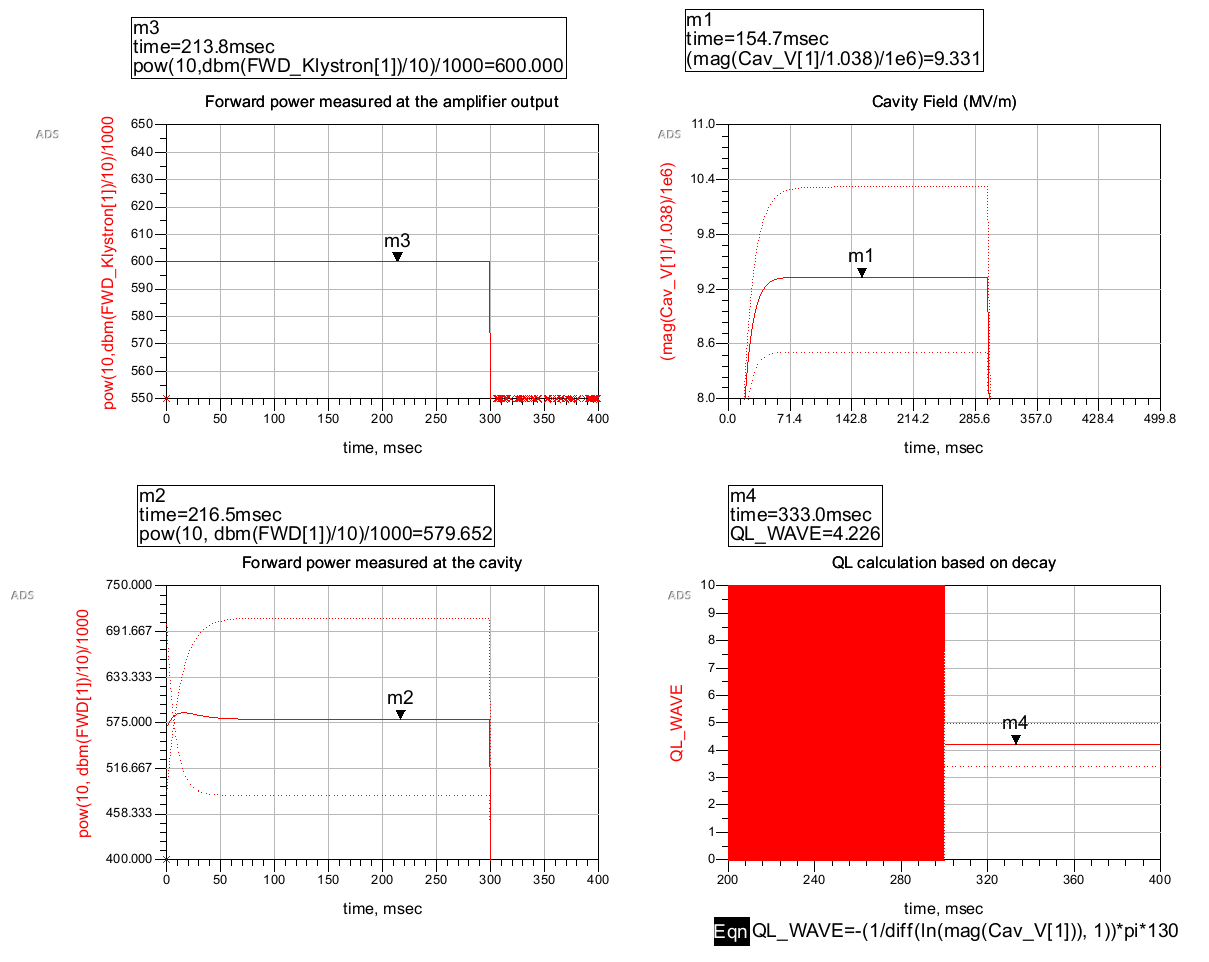 m3
time=213.8msec
pow(10,dbm(FWD_Klystron[1])/10)/1000=600.000
Forward power measured at the amplifier output
ADS
pow(10,dbm(FWD_Klystron[1])/10)/1000
650
640
630
620
610
600
590
580
570
560
550
m3
0 50 100 150 200 250 300 350 400
time, msec
m1
time=154.7msec
(mag(Cav_V[1]/1.038)/1e6)=9.331
Cavity Field (MV/m)
ADS
(mag(Cav_V[1]/1.038)/1e6)
11.0
10.4
9.8
9.2
8.6
8.0
m1
0.0 71.4 142.8 214.2 285.6 357.0 428.4 499.8
time, msec
m2
time=216.5msec
pow(10, dbm(FWD[1])/10)/1000=579.652
Forward power measured at the cavity
ADS
pow(10, dbm(FWD[1])/10)/1000
750.000
691.667
633.333
575.000
516.667
458.333
400.000
m2
0 50 100 150 200 250 300 350 400
time, msec
m4
time=333.0msec
QL_WAVE=4.226
QL calculation based on decay
ADS
QL_WAVE
10
9
8
7
6
5
4
3
2
1
0
m4
200 240 280 320 360 400
time, msec
Eqn QL_WAVE=-(1/diff(ln(mag(Cav_V[1])), 1))*pi*130